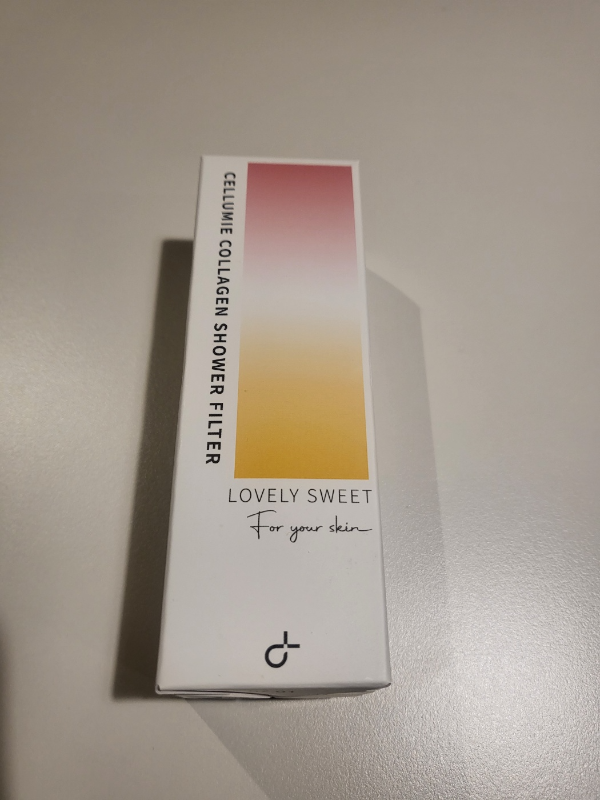 CELLUMIE COLLAGEN SHOWER FILTER
LOVELY SWEET
For your skin